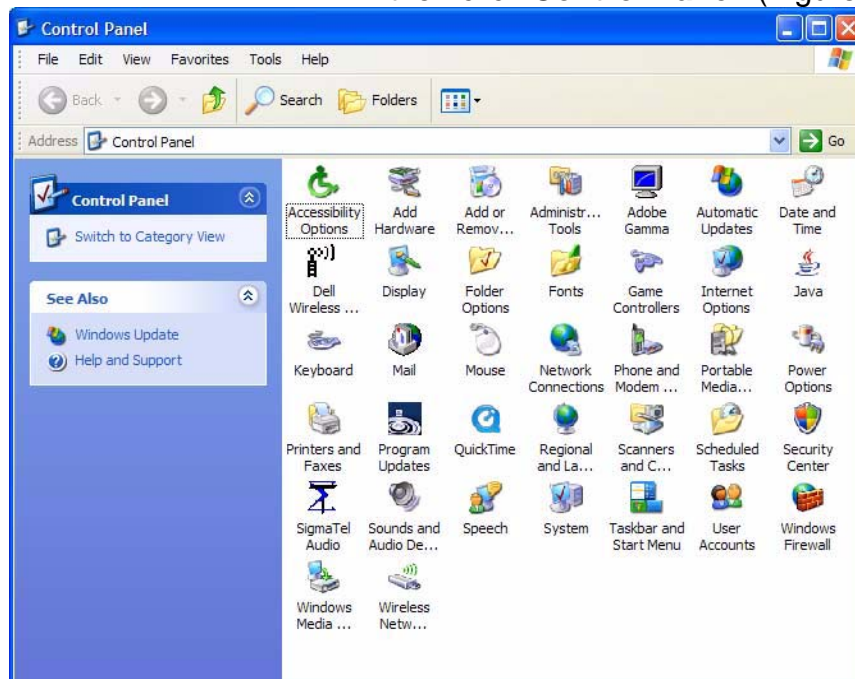 Control Panel
File Edit View Favorites Tools Help
Back Search Folders
Address Control Panel Go
Control Panel
Switch to Category View
See Also
Windows Update
Help and Support
Accessibility Options
Add Hardware
Add or Remov...
Administr... Tools
Adobe Gamma
Automatic Updates
Date and Time
Dell Wireless ...
Display
Folder Options
Fonts
Game Controllers
Internet Options
Java
Keyboard
Mail
Mouse
Network Connections
Phone and Modem ...
Portable Media...
Power Options
Printers and Faxes
Program Updates
QuickTime
Regional and La...
Scanners and C...
Scheduled Tasks
Security Center
SigmaTel Audio
Sounds and Audio De...
Speech
System
Taskbar and Start Menu
User Accounts
Windows Firewall
Windows Media ...
Wireless Netw...